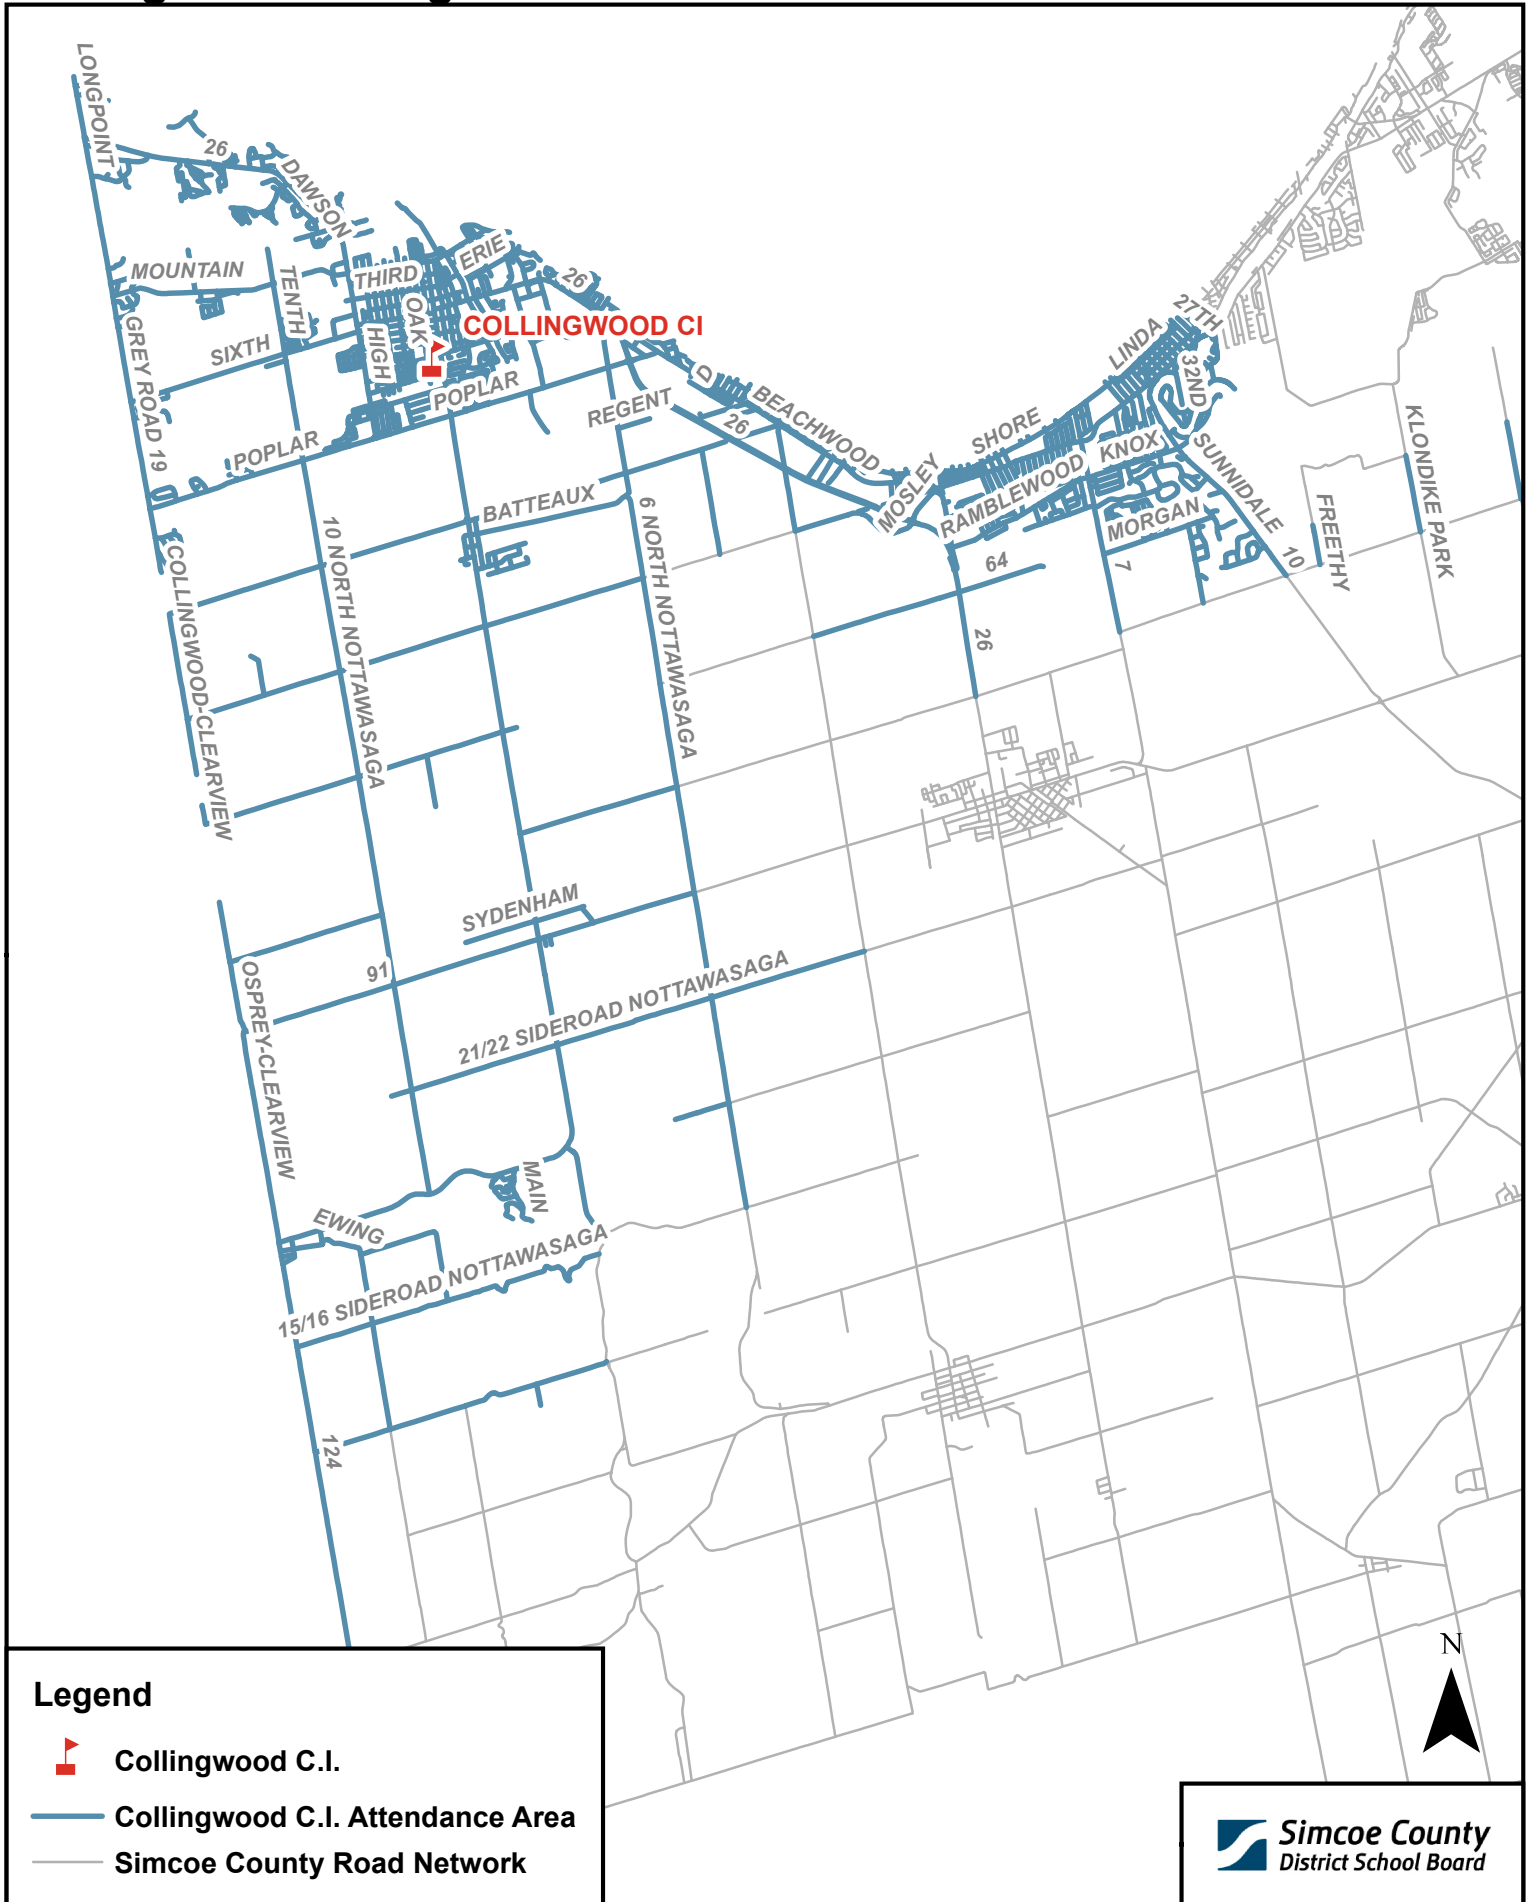 LONGPOINT
26
DAWSON
MOUNTAIN
TENTH
THIRD
ERIE
26
OAK
HIGH
COLLINGWOOD CI
GREY ROAD 19
SIXTH
POPLAR
POPLAR
REGENT
D
26
BEACHWOOD
SHORE
LINDA
27TH
32ND
KNOX
RAMBLEWOOD
MOSLEY
SUNNIDALE
MORGAN
KLONDIKE PARK
FREETHY
10
7
64
26
BATTEAUX
COLLINGWOOD-CLEARVIEW
10 NORTH NOTTAWASAGA
6 NORTH NOTTAWASAGA
SYDENHAM
91
21/22 SIDEROAD NOTTAWASAGA
OSPREY-CLEARVIEW
MAIN
EWING
15/16 SIDEROAD NOTTAWASAGA
124
N
Legend
Collingwood C.I.
Collingwood C.I. Attendance Area
Simcoe County Road Network
Simcoe County
District School Board